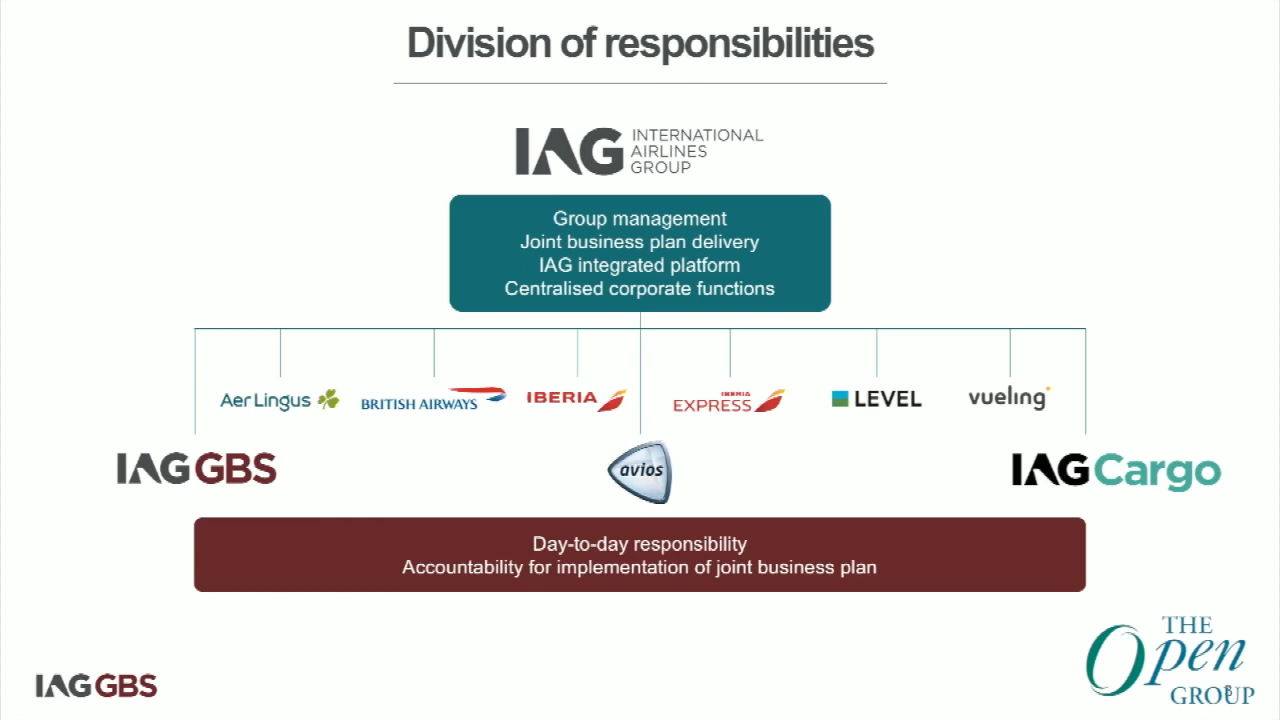 Division of responsibilities
IAG INTERNATIONAL
AIRLINES
GROUP
Group management
Joint business plan delivery
IAG integrated platform
Centralised corporate functions
Aer Lingus
BRITISH AIRWAYS
IBERIA
IBERIA
EXPRESS
LEVEL
vueling
IAG GBS
avios
IAG Cargo
Day-to-day responsibility
Accountability for implementation of joint business plan
IAG GBS
THE
Open
GROUP
8